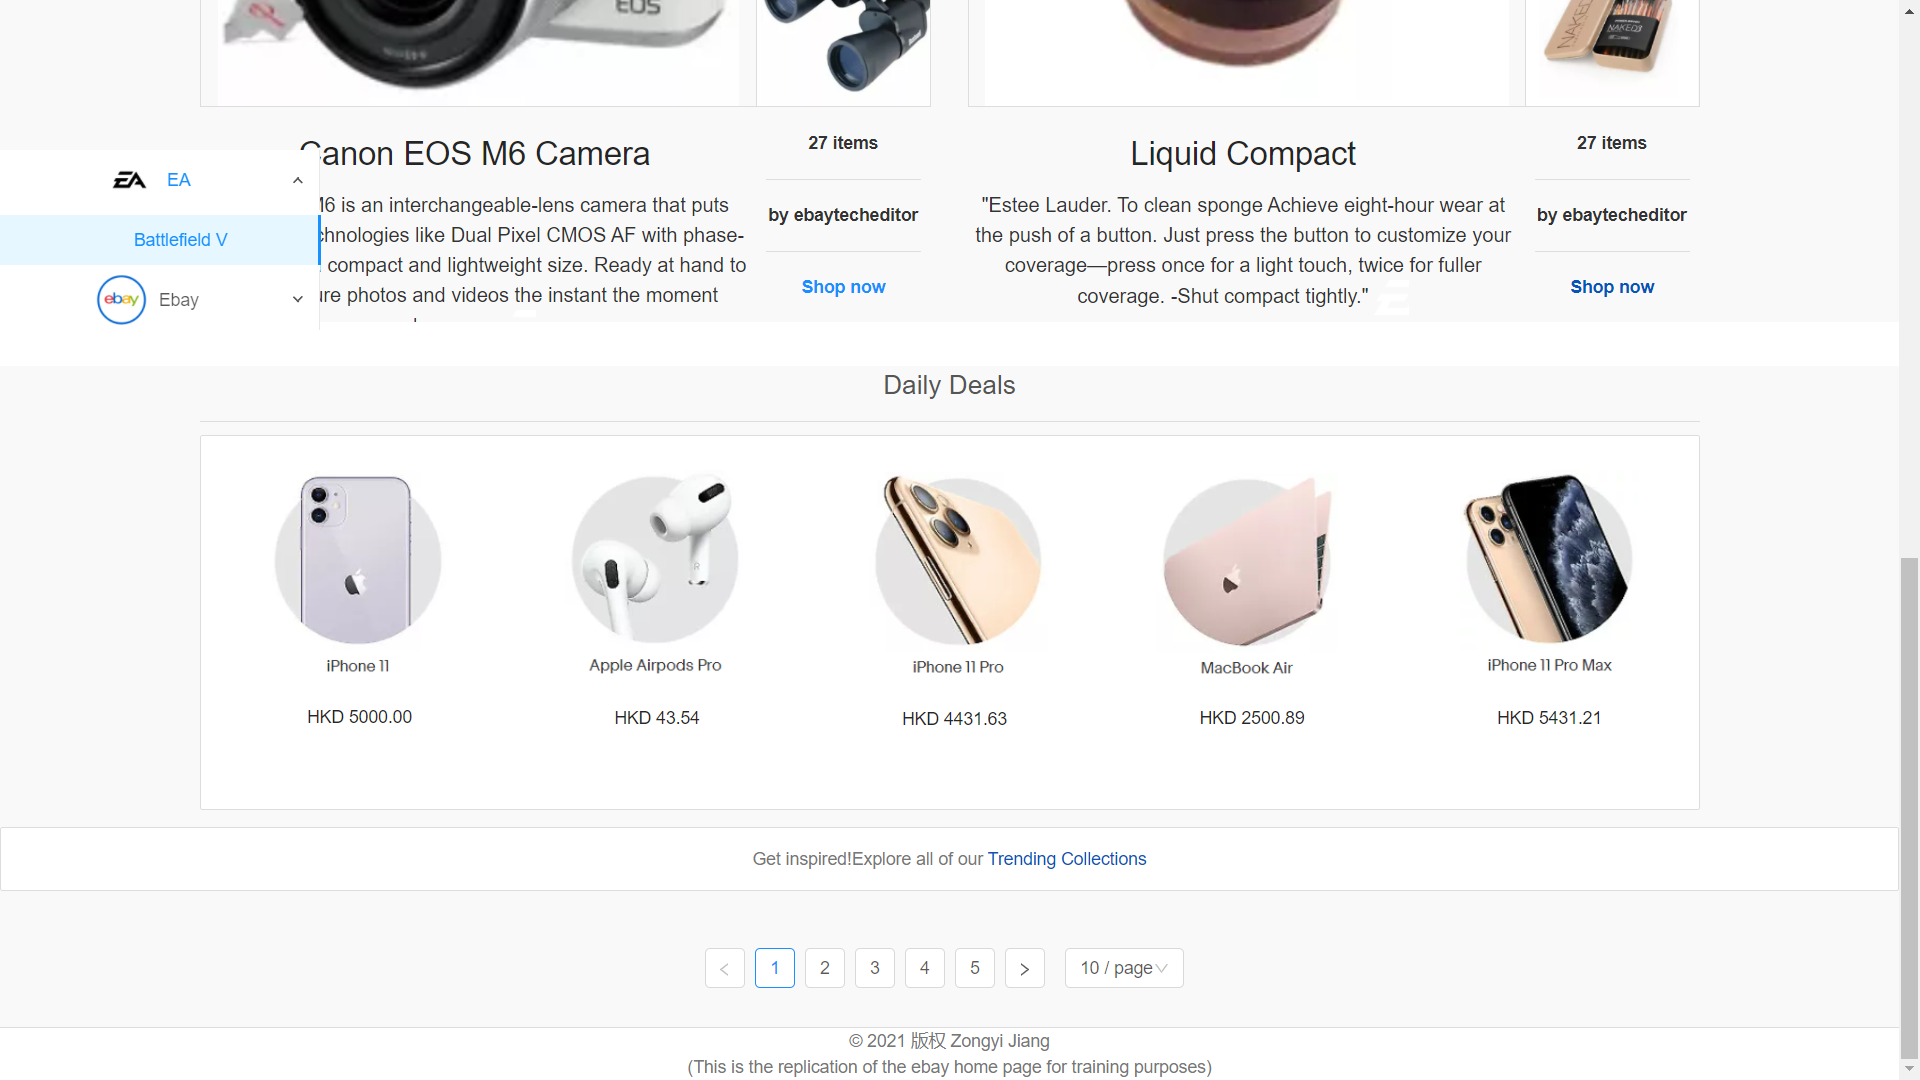 EOS
NAKED3
NAKED3
Canon EOS M6 Camera
27 items
Liquid Compact
27 items
EA
EA
M6 is an interchangeable-lens camera that puts
chnologies like Dual Pixel CMOS AF with phase-
compact and lightweight size. Ready at hand to
ure photos and videos the instant the moment
by ebaytecheditor
Shop now
"Estee Lauder. To clean sponge Achieve eight-hour wear at
the push of a button. Just press the button to customize your
coverage—press once for a light touch, twice for fuller
coverage. -Shut compact tightly."
by ebaytecheditor
Shop now
Battlefield V
ebay
Ebay
Daily Deals
iPhone 11
Apple Airpods Pro
iPhone 11 Pro
MacBook Air
iPhone 11 Pro Max
HKD 5000.00
HKD 43.54
HKD 4431.63
HKD 2500.89
HKD 5431.21
Get inspired!Explore all of our Trending Collections
< 1 2 3 4 5 > 10 / page
© 2021 版权 Zongyi Jiang
(This is the replication of the ebay home page for training purposes)